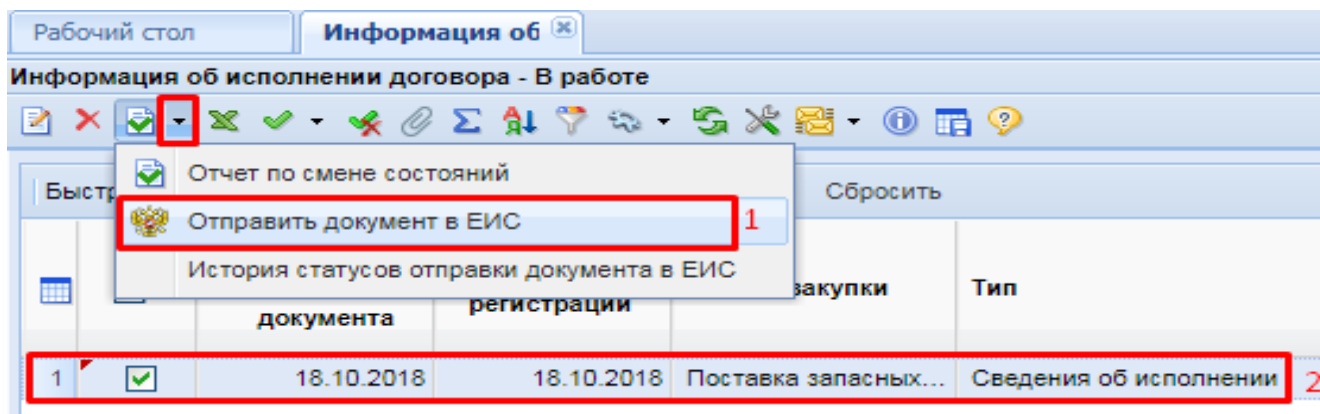 Рабочий стол Информация об
Информация об исполнении договора - В работе
Отчет по смене состояний
Быстр Сбросить
Отправить документ в ЕИС 1
История статусов отправки документа в ЕИС
закупки Тип
документа регистрации
1 18.10.2018 18.10.2018 Поставка запасных... Сведения об исполнении 2